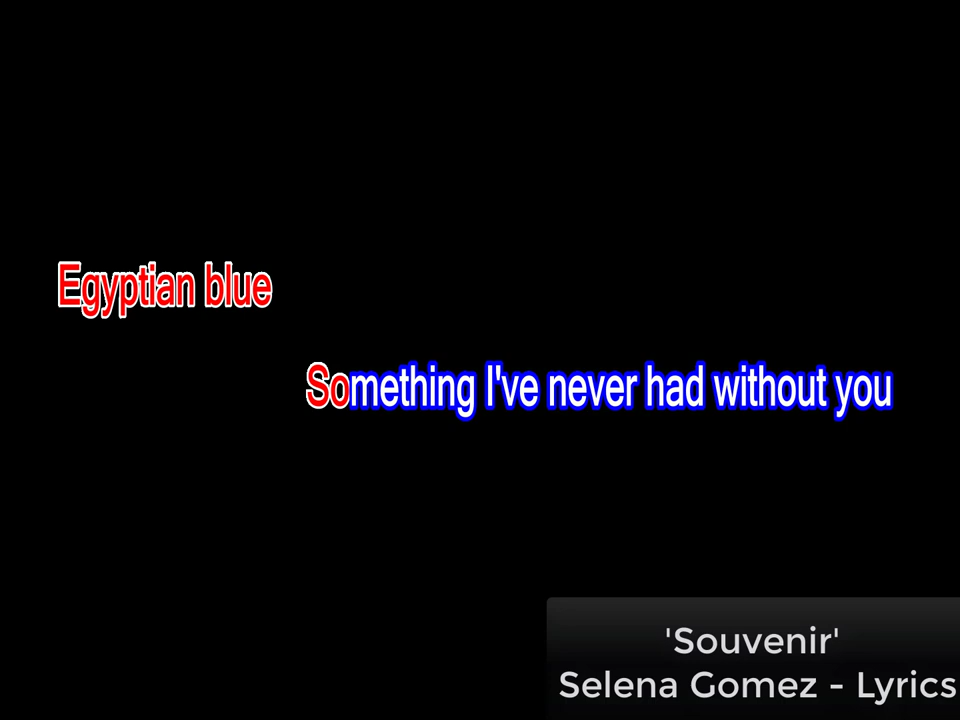 Egyptian blue
Something I've never had without you
'Souvenir'
Selena Gomez - Lyrics